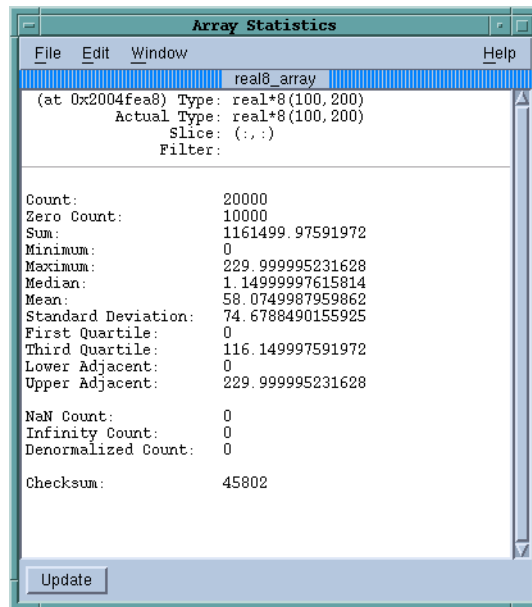 Array Statistics
File Edit Window Help
real8_array
(at 0x2004fea8) Type: real*8(100,200)
Actual Type: real*8(100,200)
Slice: (:,:)
Filter:
Count: 20000
Zero Count: 10000
Sum: 1161499.97591972
Minimum: 0
Maximum: 229.999995231628
Median: 1.14999997615814
Mean: 58.0749987959862
Standard Deviation: 74.6788490155925
First Quartile: 0
Third Quartile: 116.149997591972
Lower Adjacent: 0
Upper Adjacent: 229.999995231628
NaN Count: 0
Infinity Count: 0
Denormalized Count: 0
Checksum: 45802
Update